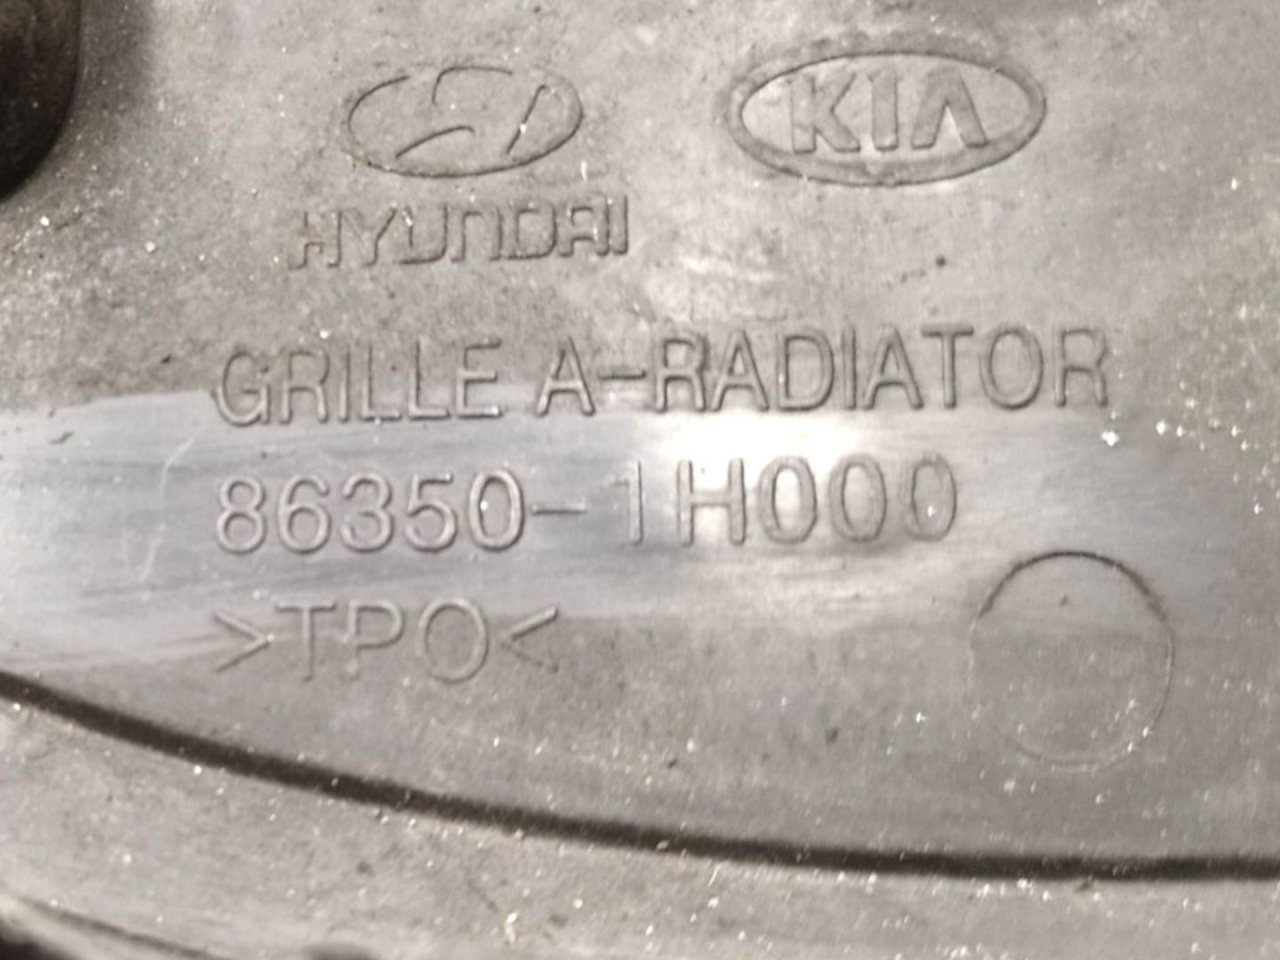 KIA
HYUNDAI
GRILLE A-RADIATOR
86350-1H000
>TPO<